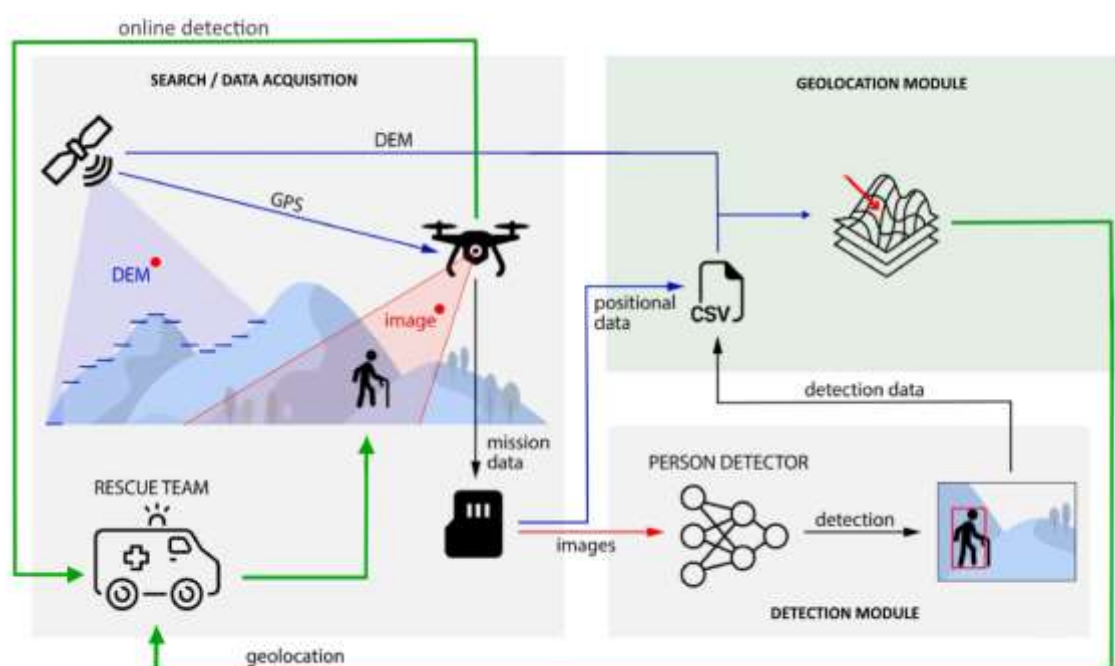 online detection
SEARCH / DATA ACQUISITION
GEOLOCATION MODULE
DEM
GPS
DEM
image
positional
data
CSV
detection data
mission
data
PERSON DETECTOR
RESCUE TEAM
images
detection
DETECTION MODULE
geolocation